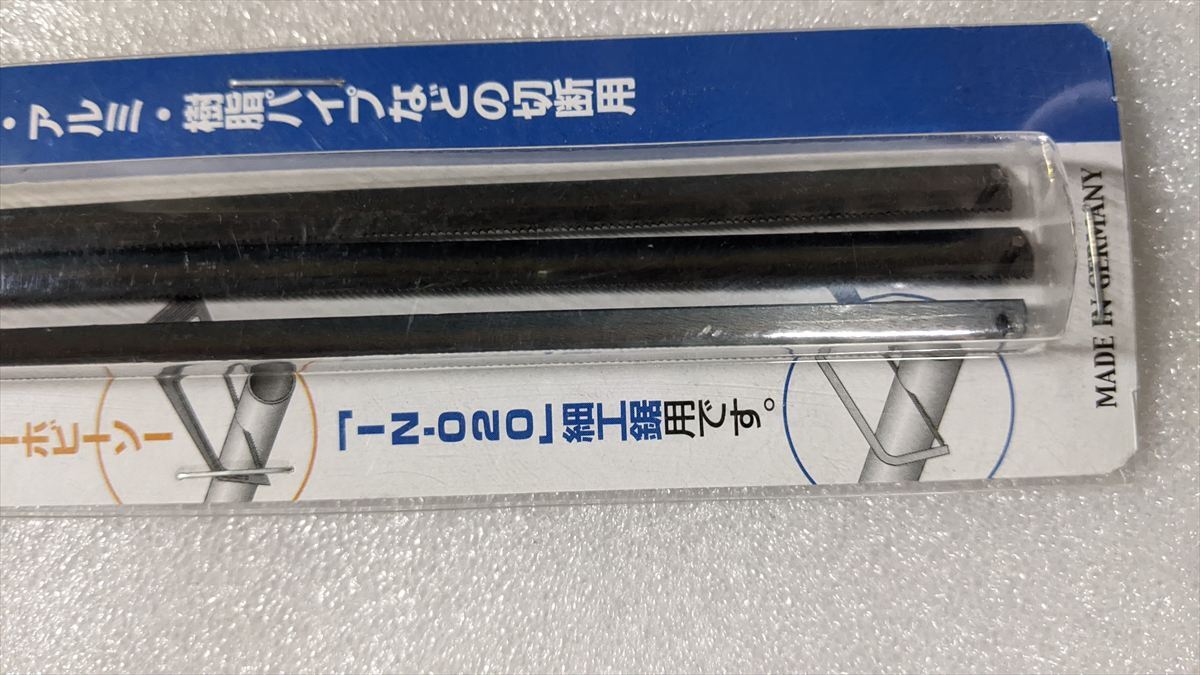 ・アルミ・樹脂パイプなどの切断用
「IN-020」細工鋸用です。
ーホビーソー
MADE IN GERMANY